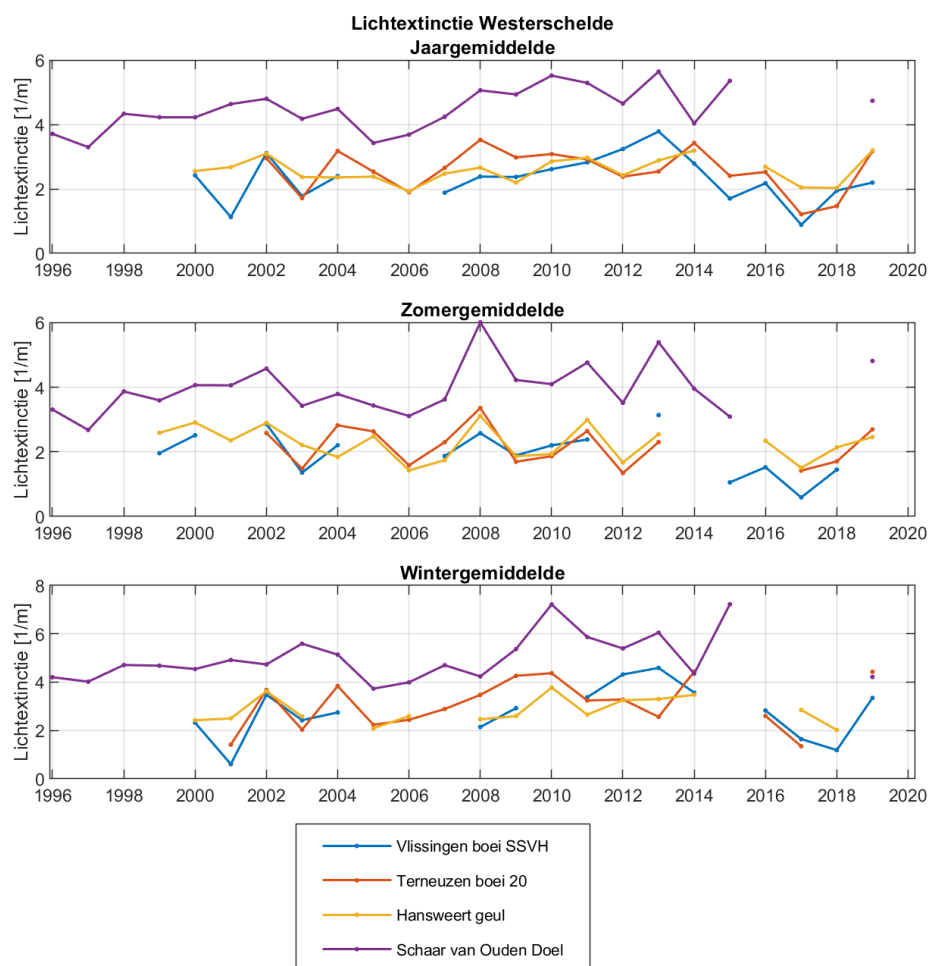 Lichtextinctie Westerschelde
Jaargemiddelde
Lichtextinctie [1/m]
6
4
2
0
1996 1998 2000 2002 2004 2006 2008 2010 2012 2014 2016 2018 2020
Zomergemiddelde
Lichtextinctie [1/m]
6
4
2
0
1996 1998 2000 2002 2004 2006 2008 2010 2012 2014 2016 2018 2020
Wintergemiddelde
Lichtextinctie [1/m]
8
6
4
2
0
1996 1998 2000 2002 2004 2006 2008 2010 2012 2014 2016 2018 2020
Vlissingen boei SSVH
Terneuzen boei 20
Hansweert geul
Schaar van Ouden Doel